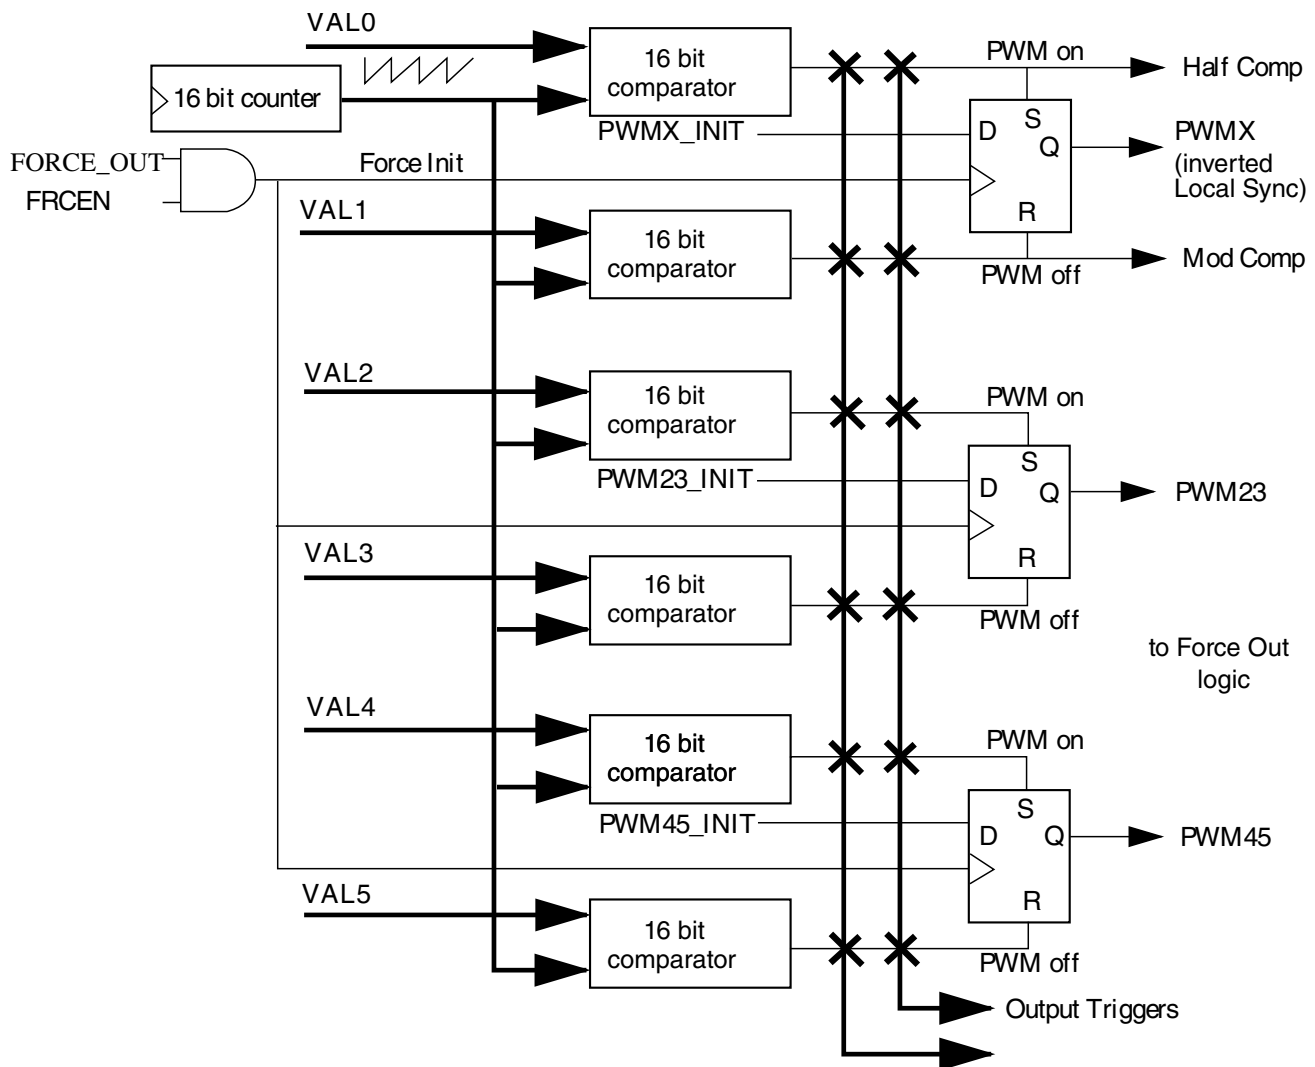 VAL0
16 bit
comparator
PWM on
Half Comp
16 bit counter
PWMX_INIT
D
S
Q
R
PWMX
(inverted
Local Sync)
FORCE_OUT
FRCEN
Force Init
VAL1
16 bit
comparator
PWM off
Mod Comp
VAL2
16 bit
comparator
PWM on
PWM23_INIT
D
S
Q
R
PWM23
VAL3
16 bit
comparator
PWM off
to Force Out
logic
VAL4
16 bit
comparator
PWM on
PWM45_INIT
D
S
Q
R
PWM45
VAL5
16 bit
comparator
PWM off
Output Triggers